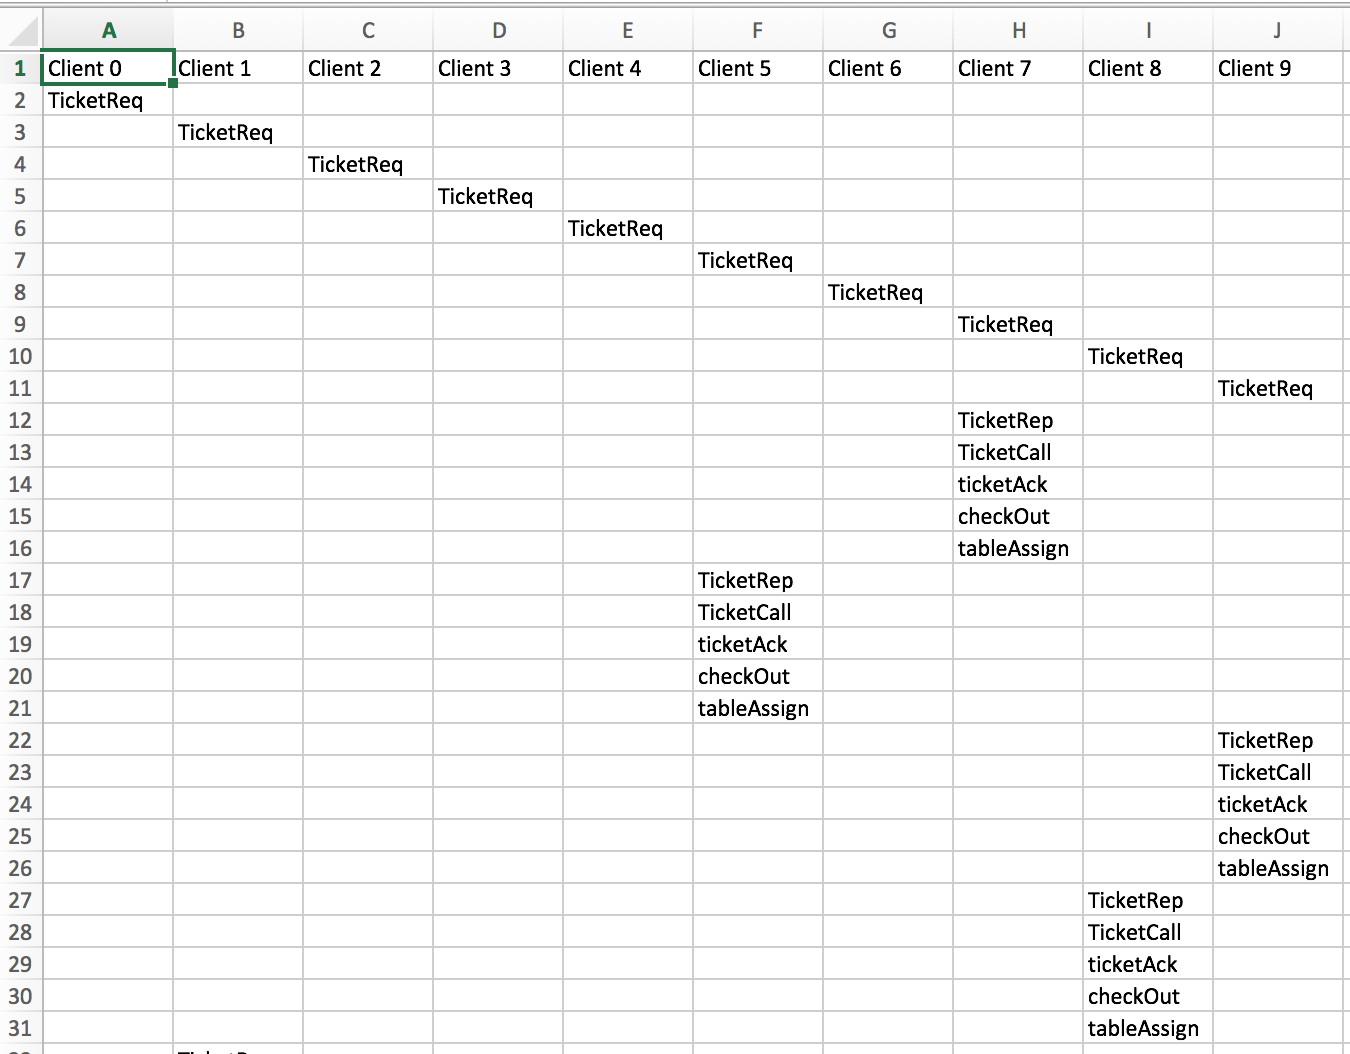 A B C D E F G H I J
1 Client 0 Client 1 Client 2 Client 3 Client 4 Client 5 Client 6 Client 7 Client 8 Client 9
2 TicketReq
3 TicketReq
4 TicketReq
5 TicketReq
6 TicketReq
7 TicketReq
8 TicketReq
9 TicketReq
10 TicketReq
11 TicketReq
12 TicketRep
13 TicketCall
14 ticketAck
15 checkOut
16 tableAssign
17 TicketRep
18 TicketCall
19 ticketAck
20 checkOut
21 tableAssign
22 TicketRep
23 TicketCall
24 ticketAck
25 checkOut
26 tableAssign
27 TicketRep
28 TicketCall
29 ticketAck
30 checkOut
31 tableAssign